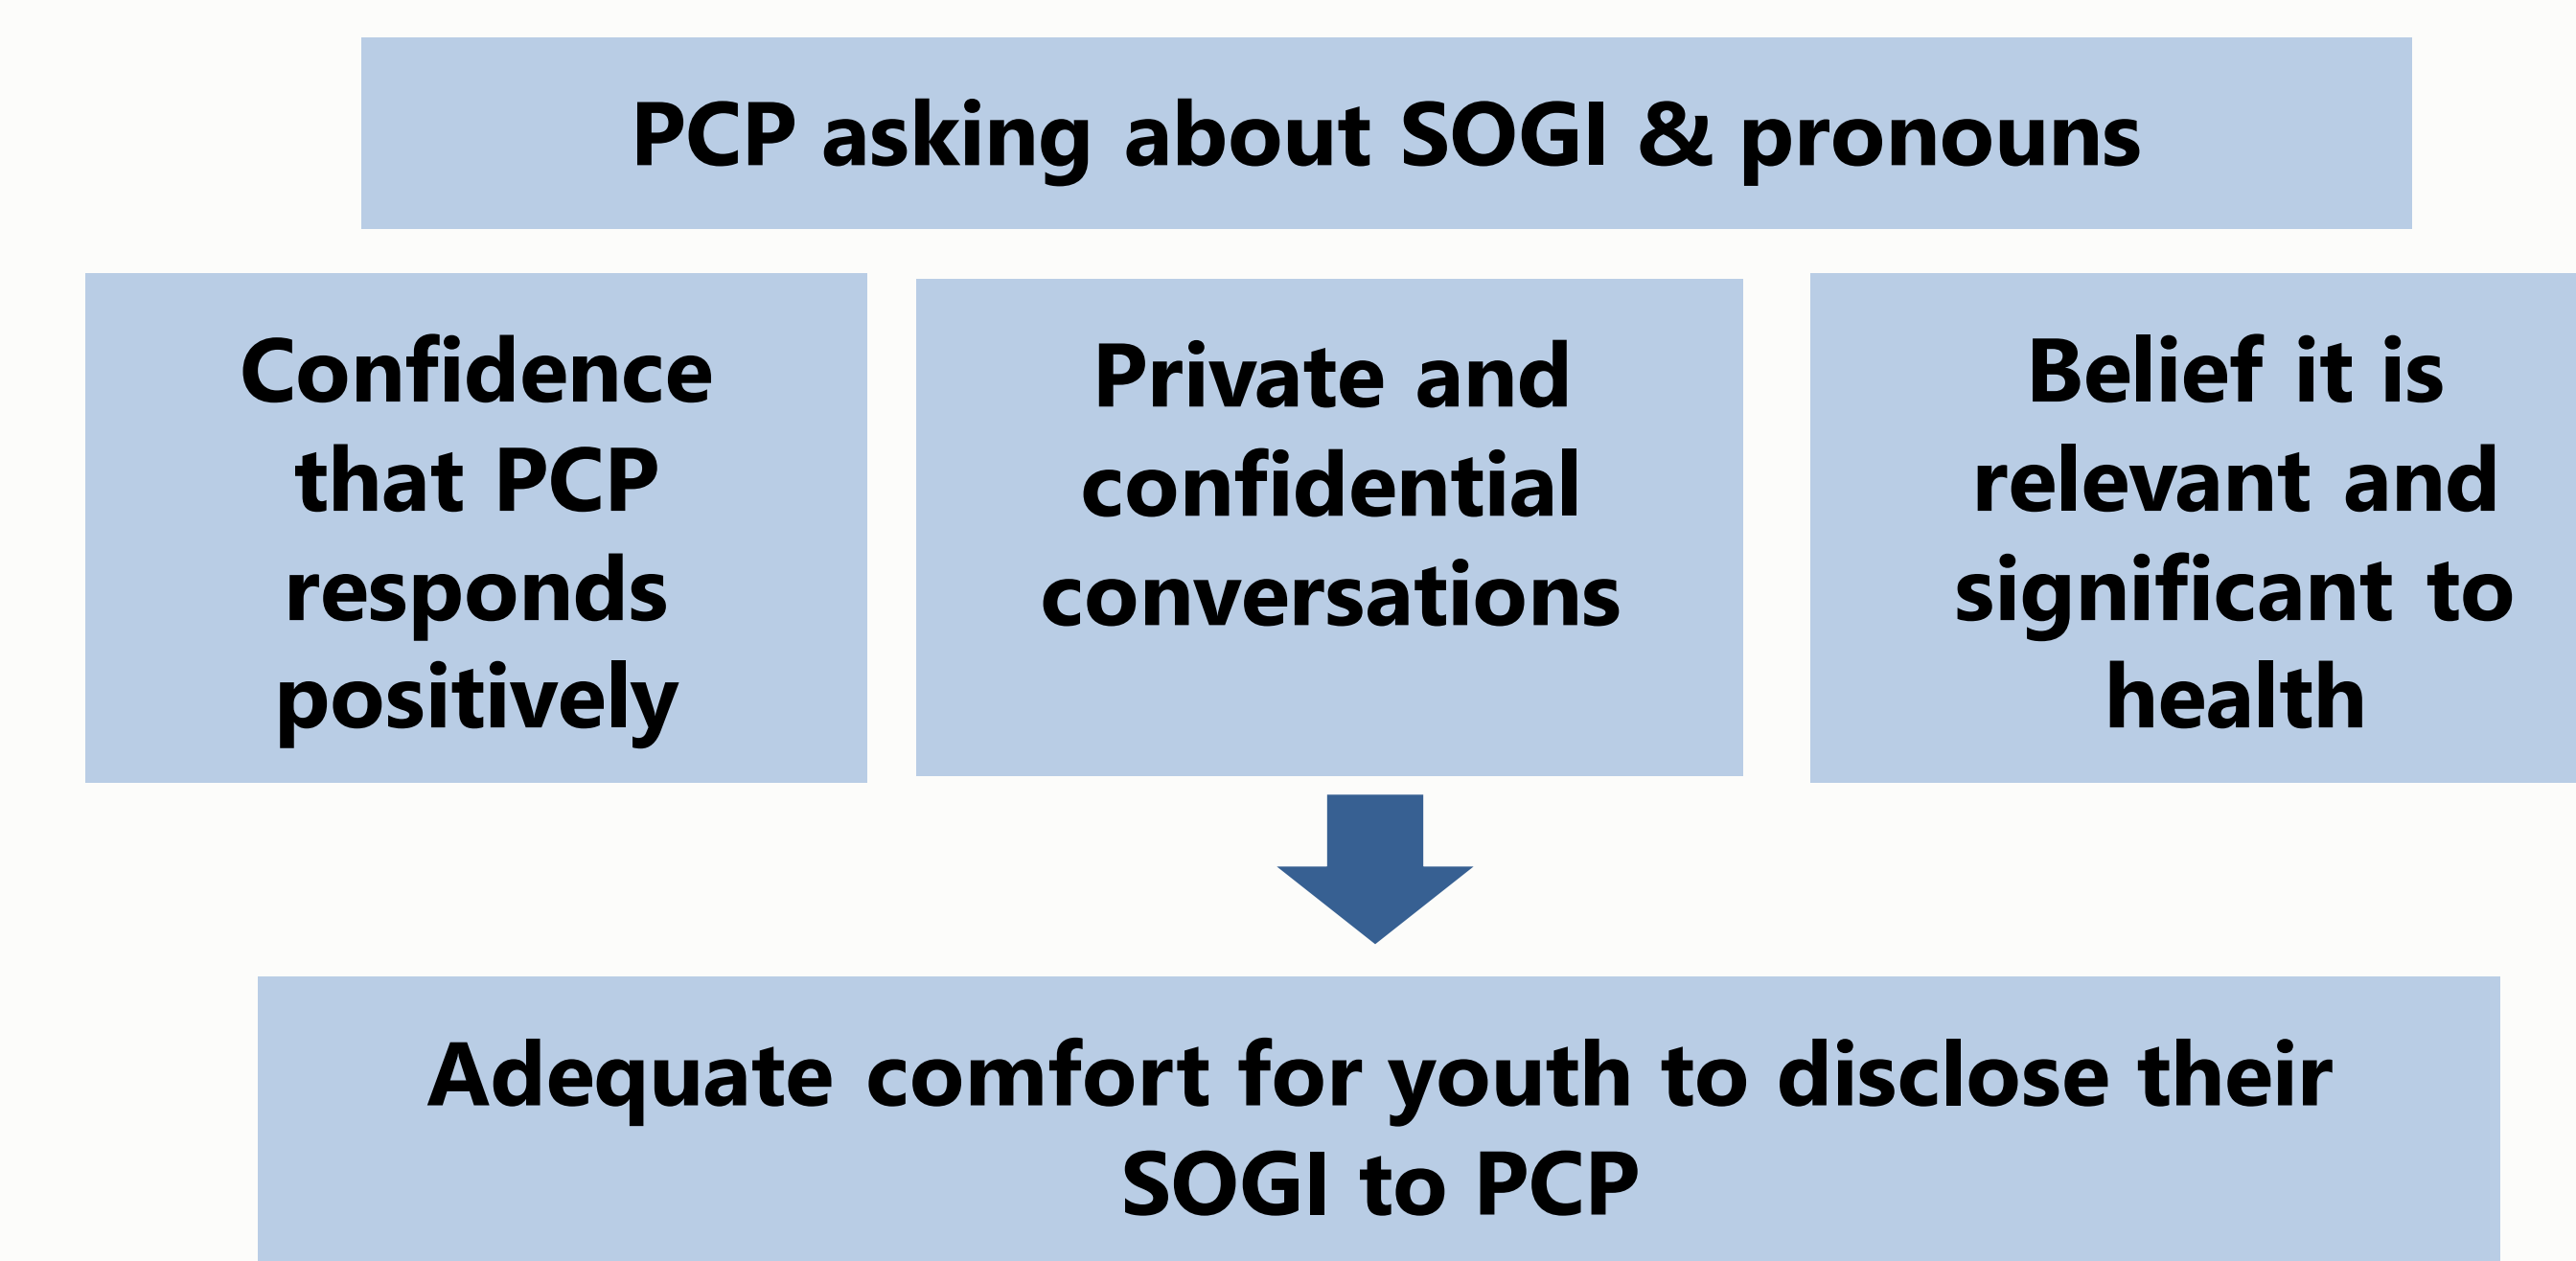 PCP asking about SOGI & pronouns
Confidence
that PCP
responds
positively
Private and
confidential
conversations
Belief it is
relevant and
significant to
health
Adequate comfort for youth to disclose their
SOGI to PCP